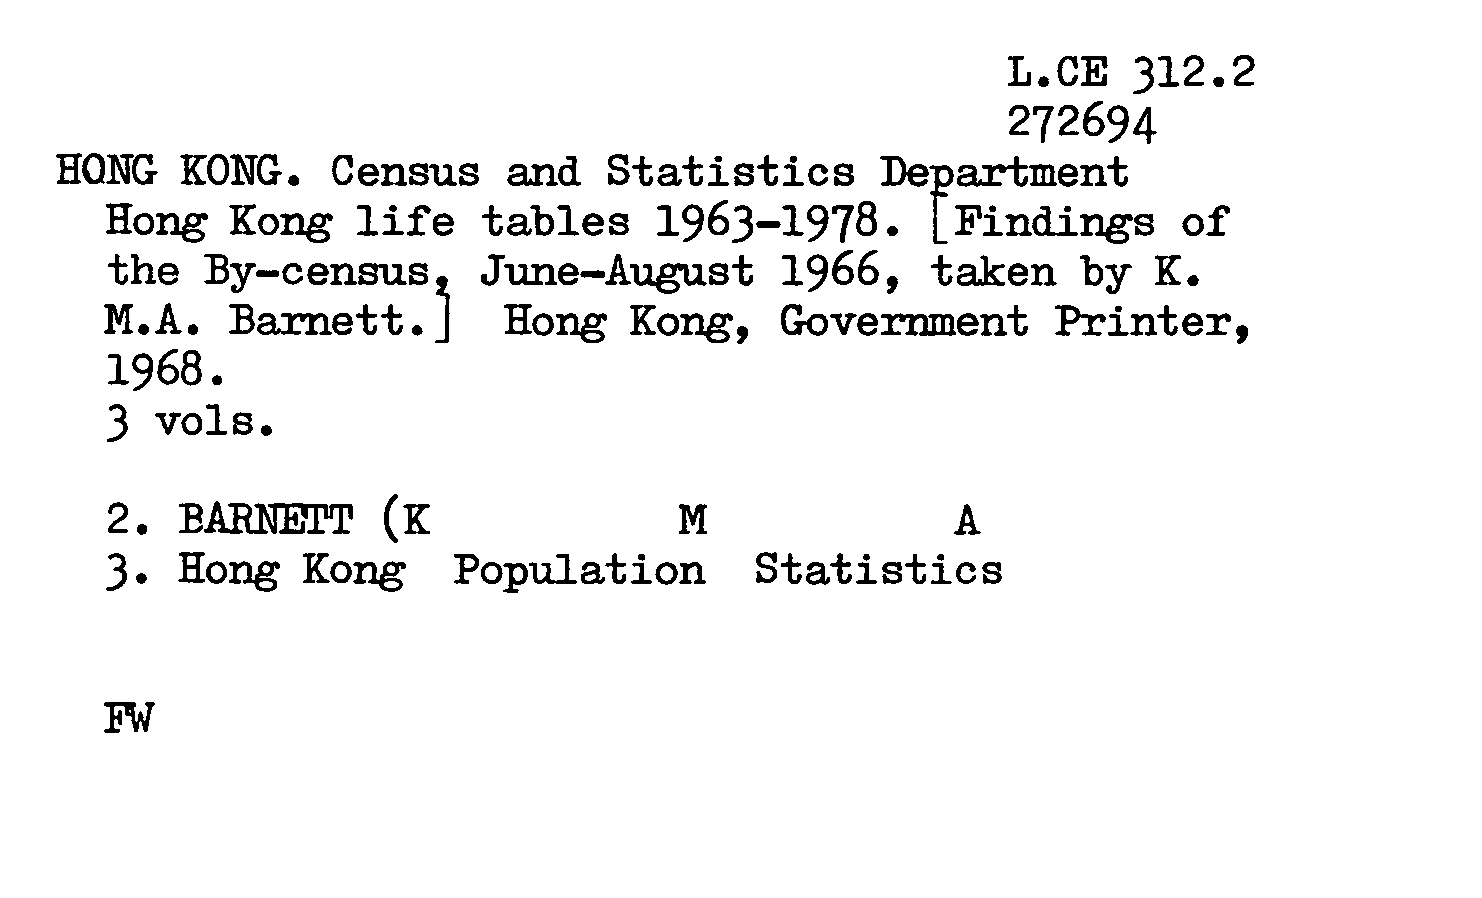 L.CE 312.2
272694
HONG KONG. Census and Statistics Department
Hong Kong life tables 1963-1978. [Findings of
the By-census, June-August 1966, taken by K.
M.A. Barnett.] Hong Kong, Government Printer,
1968.
3 vols.
2. BARNETT (K M A
3. Hong Kong Population Statistics
FW